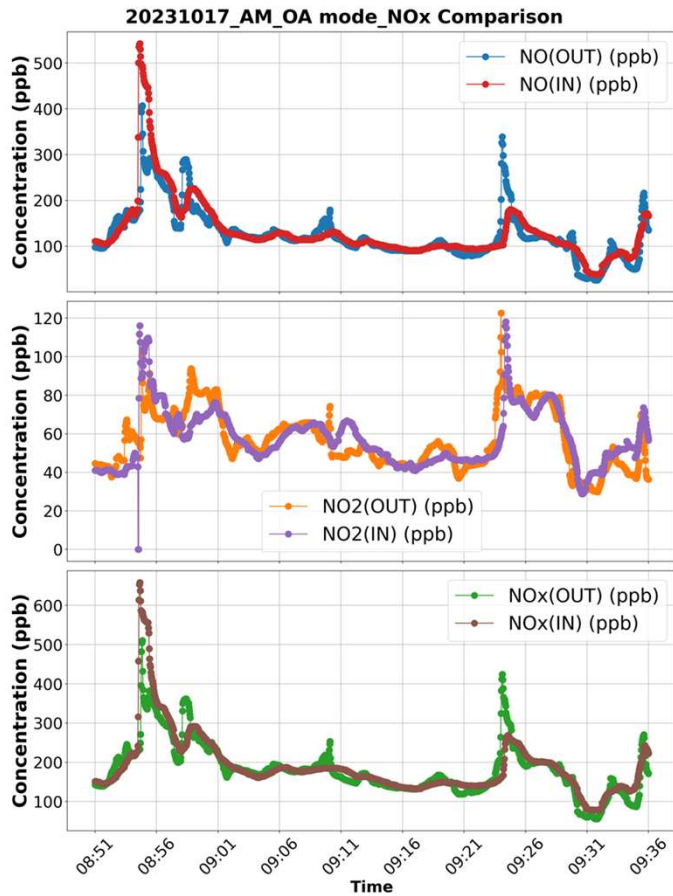 20231017_AM_OA mode_NOx Comparison
Concentration (ppb)
500
400
300
200
100
NO(OUT) (ppb)
NO(IN) (ppb)
Concentration (ppb)
120
100
80
60
40
20
0
NO2(OUT) (ppb)
NO2(IN) (ppb)
Concentration (ppb)
600
500
400
300
200
100
NOx(OUT) (ppb)
NOx(IN) (ppb)
08:51
08:56
09:01
09:06
09:11
09:16
09:21
09:26
09:31
09:36
Time